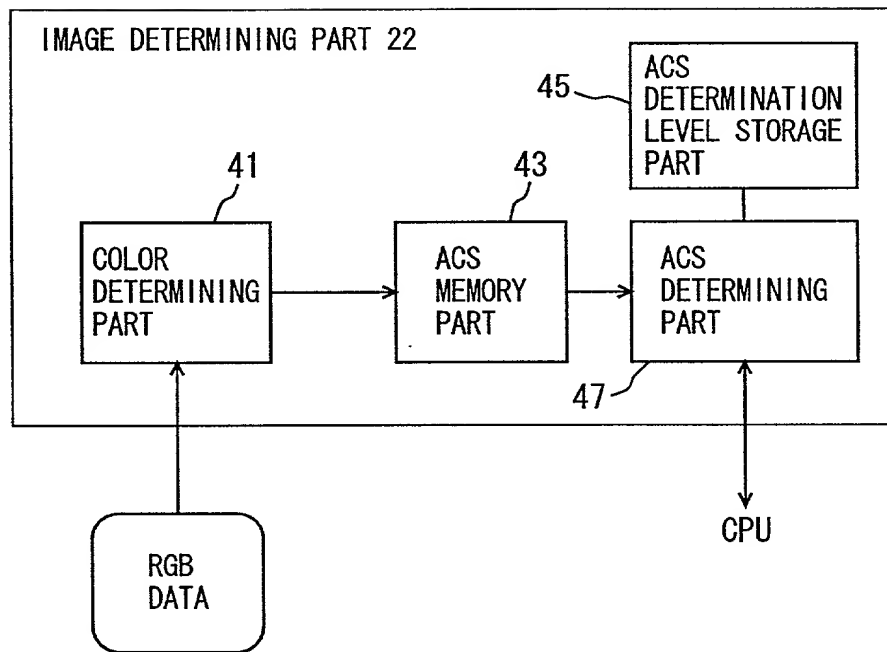 IMAGE DETERMINING PART 22
45
ACS
DETERMINATION
LEVEL STORAGE
PART
41
43
COLOR
DETERMINING
PART
ACS
MEMORY
PART
ACS
DETERMINING
PART
47
CPU
RGB
DATA